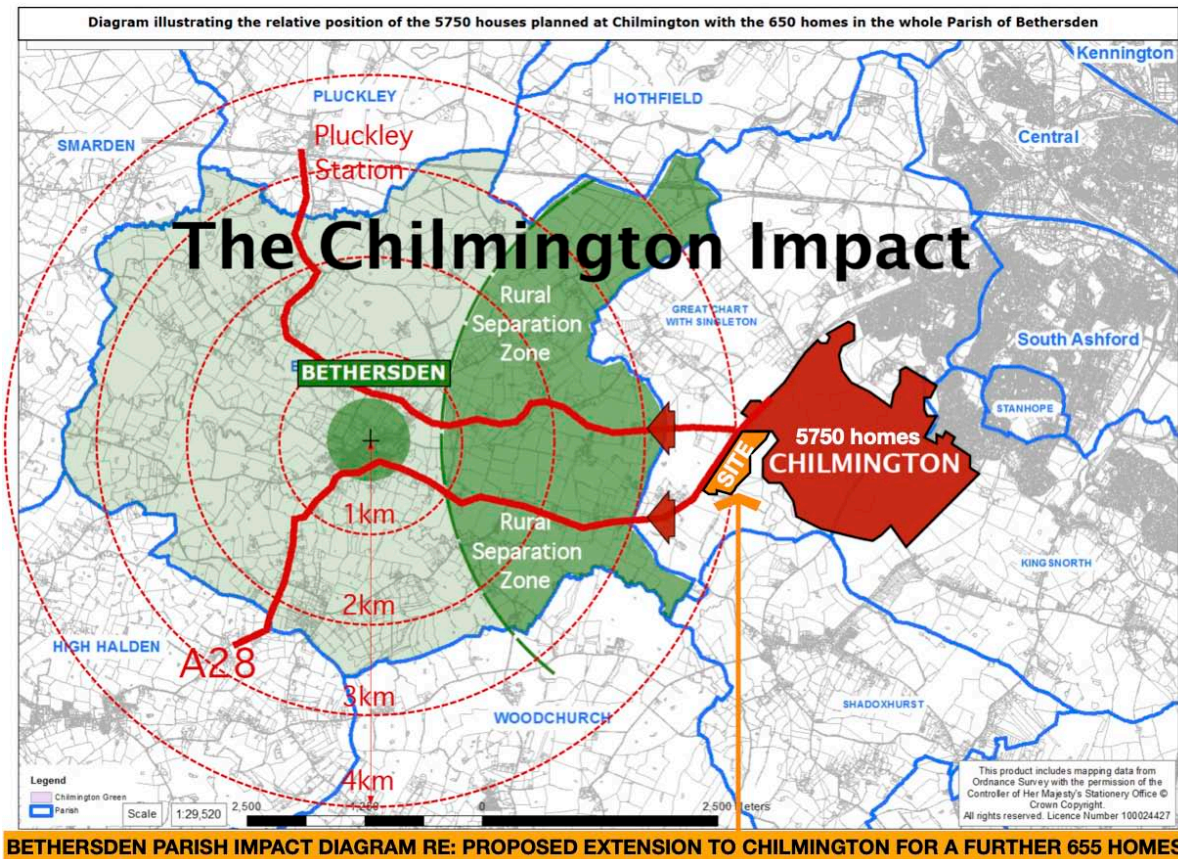 Diagram illustrating the relative position of the 5750 houses planned at Chilmington with the 650 homes in the whole Parish of Bethersden
Kennington
PLUCKLEY
HOTHFIELD
Central
SMARDEN
Pluckley
Station
The Chilmington Impact
Rural
Separation
Zone
GREAT CHART
WITH SINGLETON
South Ashford
BETHERSDEN
STANHOPE
5750 homes
CHILMINGTON
SITE
1km
Rural
Separation
Zone
KINGSNORTH
2km
HIGH HALDEN
A28
3km
WOODCHURCH
SHADOXHURST
4km
Legend
Chilmington Green
Parish
Scale
1:29,520
2,500
0
2,500 Meters
This product includes mapping data from
Ordnance Survey with the permission of the
Controller of Her Majesty's Stationery Office ©
Crown Copyright.
All rights reserved. Licence Number 100024427
BETHERSDEN PARISH IMPACT DIAGRAM RE: PROPOSED EXTENSION TO CHILMINGTON FOR A FURTHER 655 HOMES